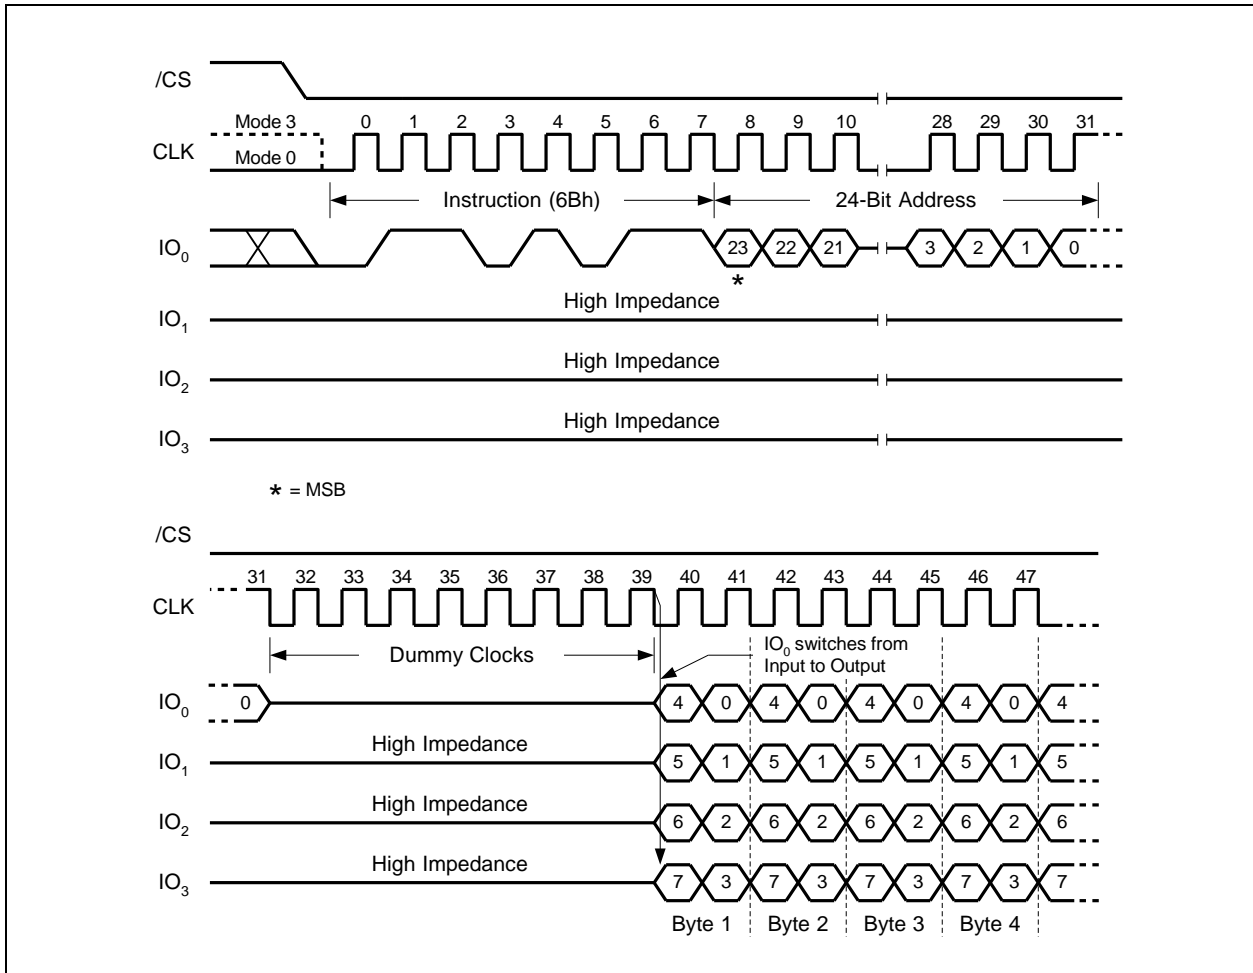 /CS
Mode 3 0 1 2 3 4 5 6 7 8 9 10 28 29 30 31
CLK
Mode 0
Instruction (6Bh) 24-Bit Address
IO0 23 22 21 3 2 1 0
*
High Impedance
IO1
High Impedance
IO2
High Impedance
IO3
* = MSB
/CS
31 32 33 34 35 36 37 38 39 40 41 42 43 44 45 46 47
CLK
Dummy Clocks
IO0 switches from
Input to Output
IO0 0 4 0 4 0 4 0 4 0 4
High Impedance
IO1 5 1 5 1 5 1 5 1 5
High Impedance
IO2 6 2 6 2 6 2 6 2 6
High Impedance
IO3 7 3 7 3 7 3 7 3 7
Byte 1 Byte 2 Byte 3 Byte 4